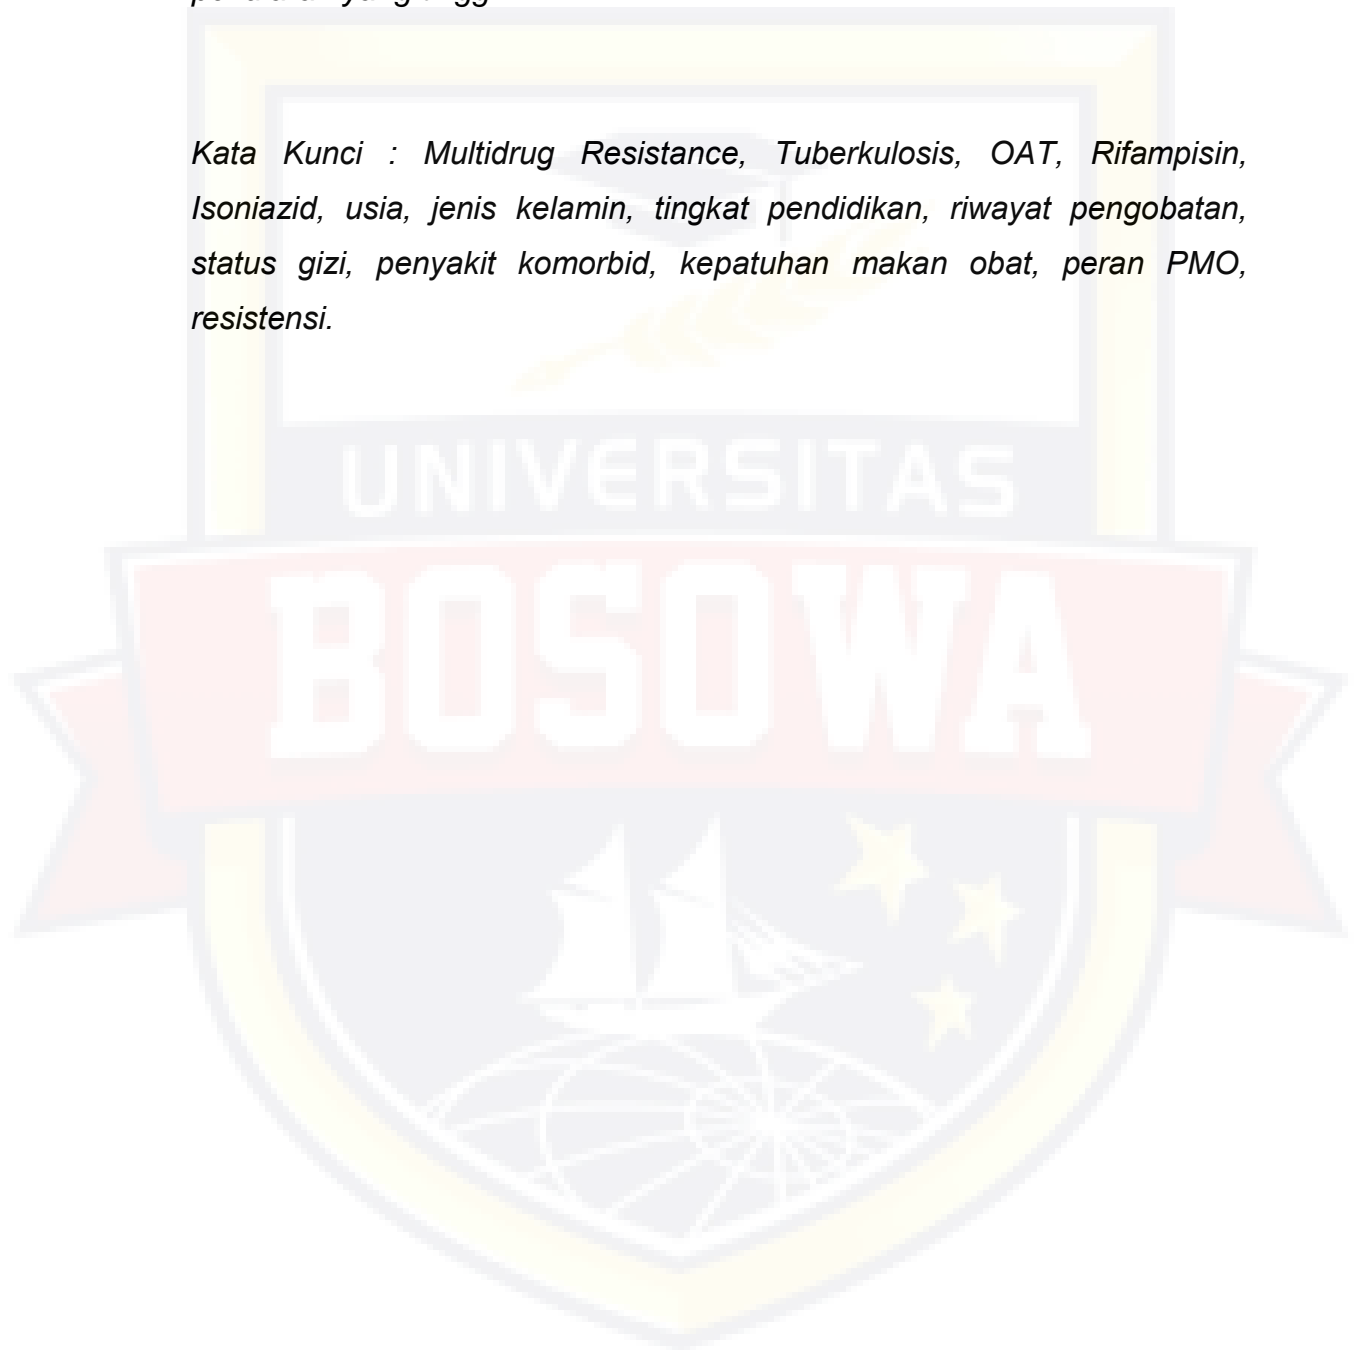 yang
Kata Kunci : Multidrug Resistance, Tuberkulosis, OAT, Rifampisin,
Isoniazid, usia, jenis kelamin, tingkat pendidikan, riwayat pengobatan,
status gizi, penyakit komorbid, kepatuhan makan obat, peran PMO,
resistensi.
UNIVERSITAS
BOSOWA